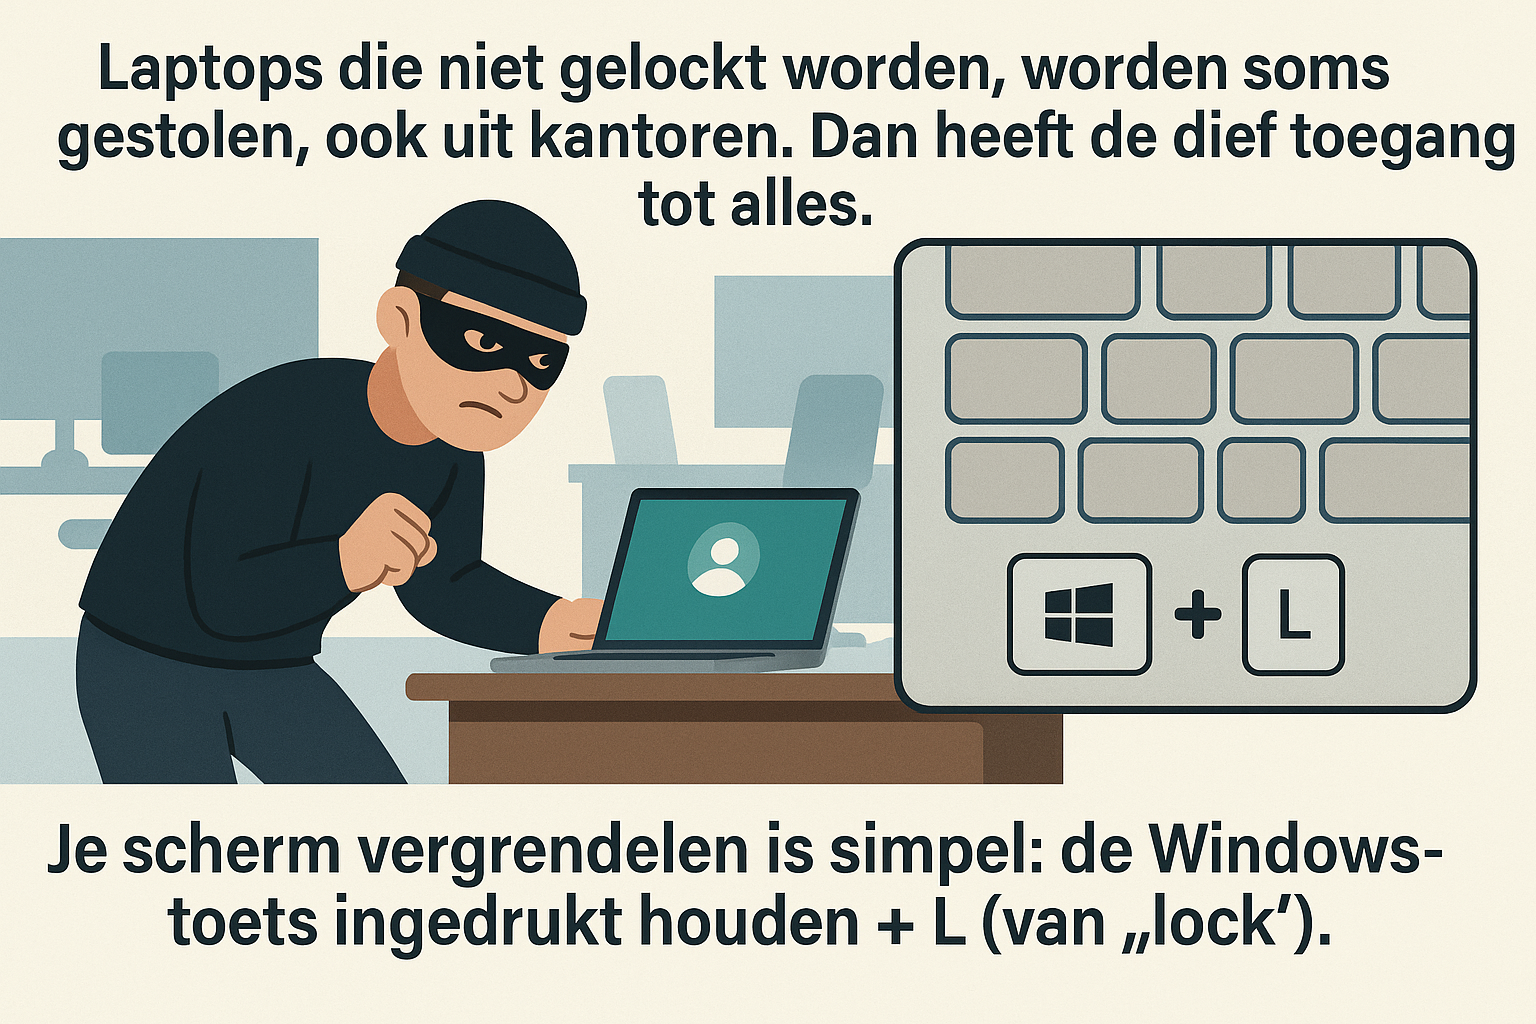 Laptops die niet gelockt worden, worden soms
gestolen, ook uit kantoren. Dan heeft de dief toegang
tot alles.
+ L
Je scherm vergrendelen is simpel: de Windows-
toets ingedrukt houden + L (van „lock’).